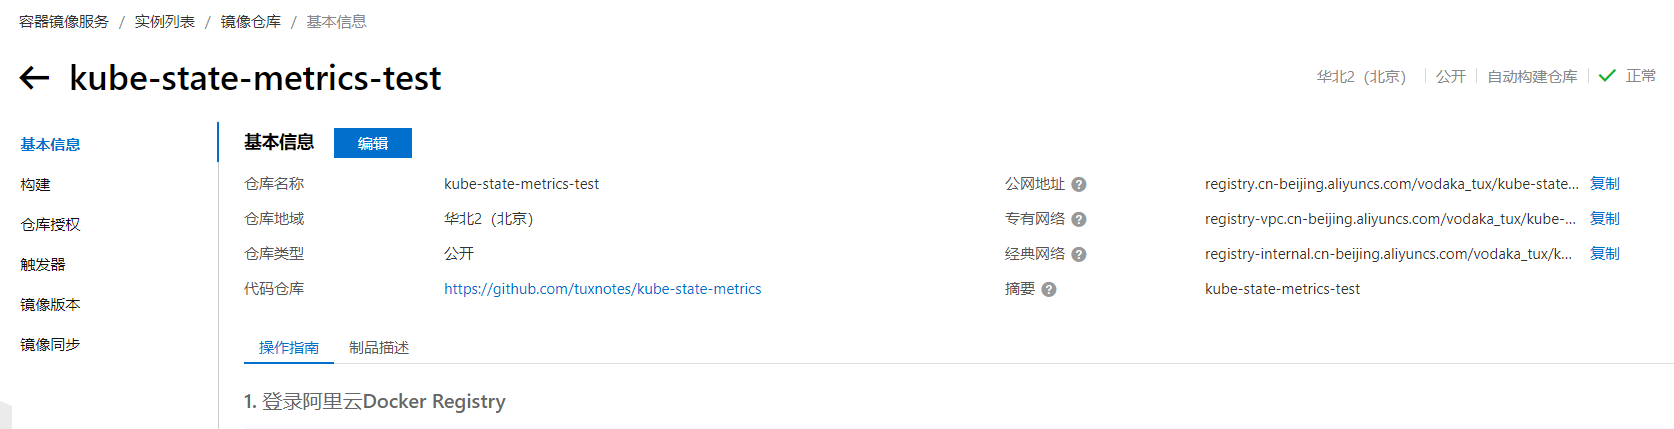 容器镜像服务 / 实例列表 / 镜像仓库 / 基本信息
← kube-state-metrics-test
华北2（北京） 公开 自动构建仓库 正常
基本信息
构建
仓库授权
触发器
镜像版本
镜像同步
基本信息 编辑
仓库名称 kube-state-metrics-test 公网地址 registry.cn-beijing.aliyuncs.com/vodaka_tux/kube-state... 复制
仓库地域 华北2（北京） 专有网络 registry-vpc.cn-beijing.aliyuncs.com/vodaka_tux/kube-... 复制
仓库类型 公开 经典网络 registry-internal.cn-beijing.aliyuncs.com/vodaka_tux/k... 复制
代码仓库 https://github.com/tuxnotes/kube-state-metrics 摘要 kube-state-metrics-test
操作指南 制品描述
1. 登录阿里云Docker Registry